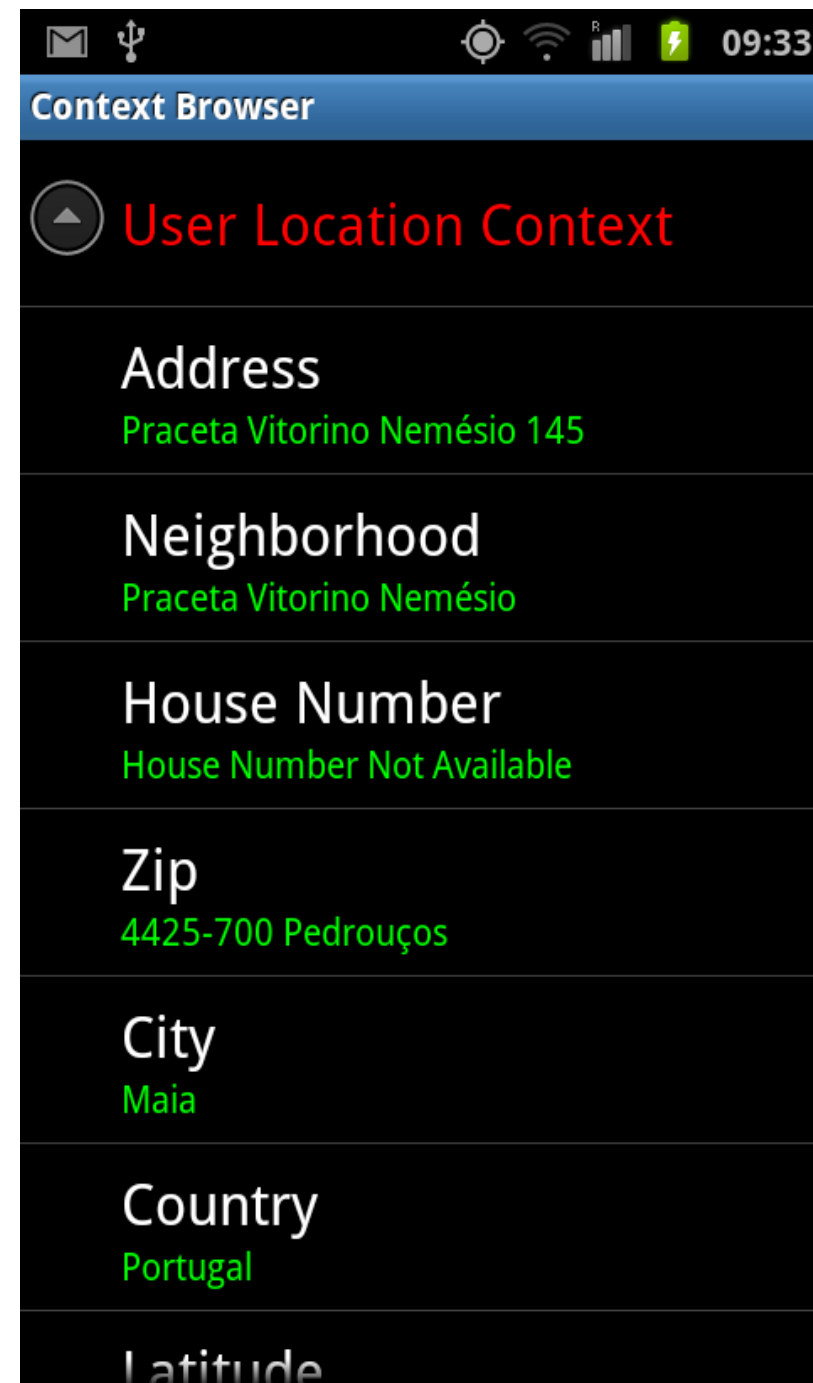 R
09:33
Context Browser
User Location Context
Address
Praceta Vitorino Nemésio 145
Neighborhood
Praceta Vitorino Nemésio
House Number
House Number Not Available
Zip
4425-700 Pedrouços
City
Maia
Country
Portugal
Latitude